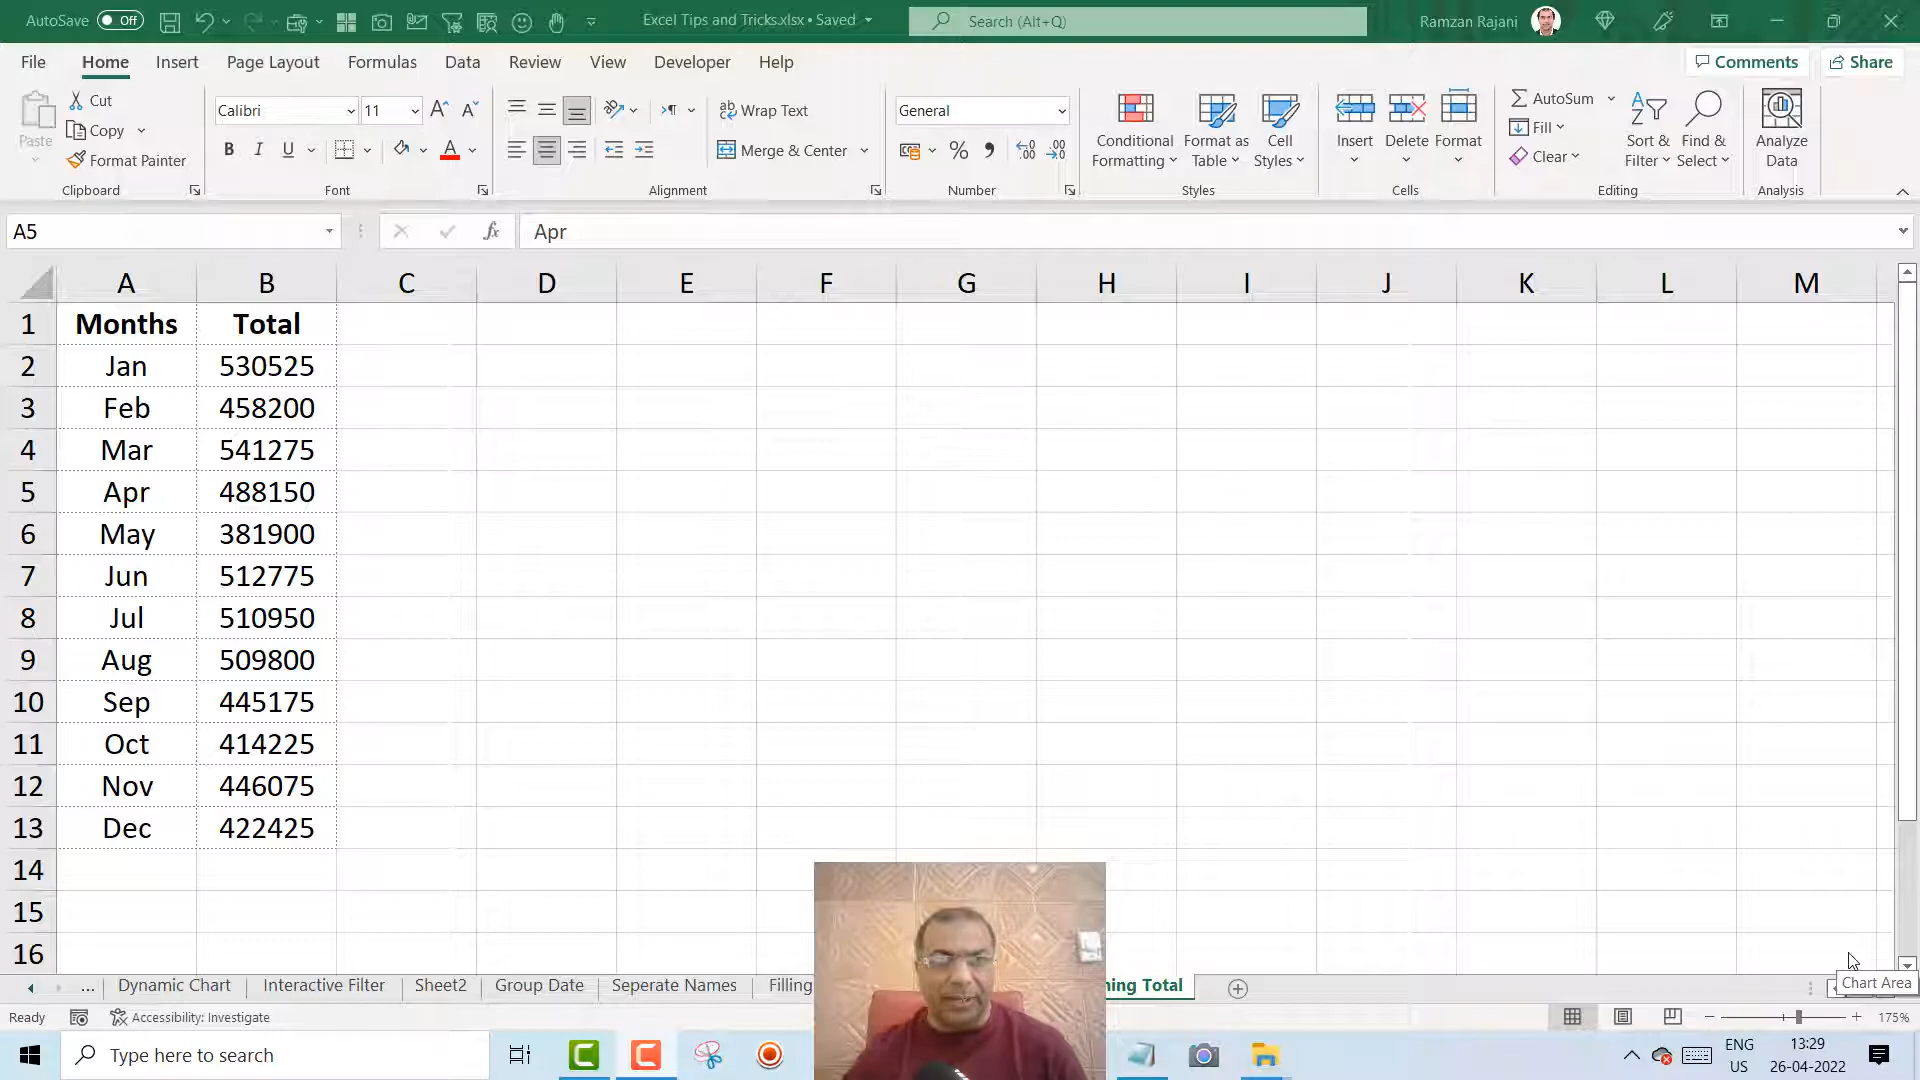 AutoSave Off Excel Tips and Tricks.xlsx • Saved Search (Alt+Q) Ramzan Rajani
File Home Insert Page Layout Formulas Data Review View Developer Help Comments Share
Paste Cut Copy Format Painter Clipboard
Calibri 11 B I U A Font
Wrap Text Merge & Center Alignment
General % Number
Conditional Formatting Format as Table Cell Styles Styles
Insert Delete Format Cells
AutoSum Fill Clear Sort & Filter Find & Select Editing
Analyze Data Analysis
A5 fx Apr
A B C D E F G H I J K L M
1 Months Total
2 Jan 530525
3 Feb 458200
4 Mar 541275
5 Apr 488150
6 May 381900
7 Jun 512775
8 Jul 510950
9 Aug 509800
10 Sep 445175
11 Oct 414225
12 Nov 446075
13 Dec 422425
14
15
16
Chart Area
... Dynamic Chart Interactive Filter Sheet2 Group Date Seperate Names Filling ning Total
Ready Accessibility: Investigate 175%
Type here to search ENG US 13:29 26-04-2022